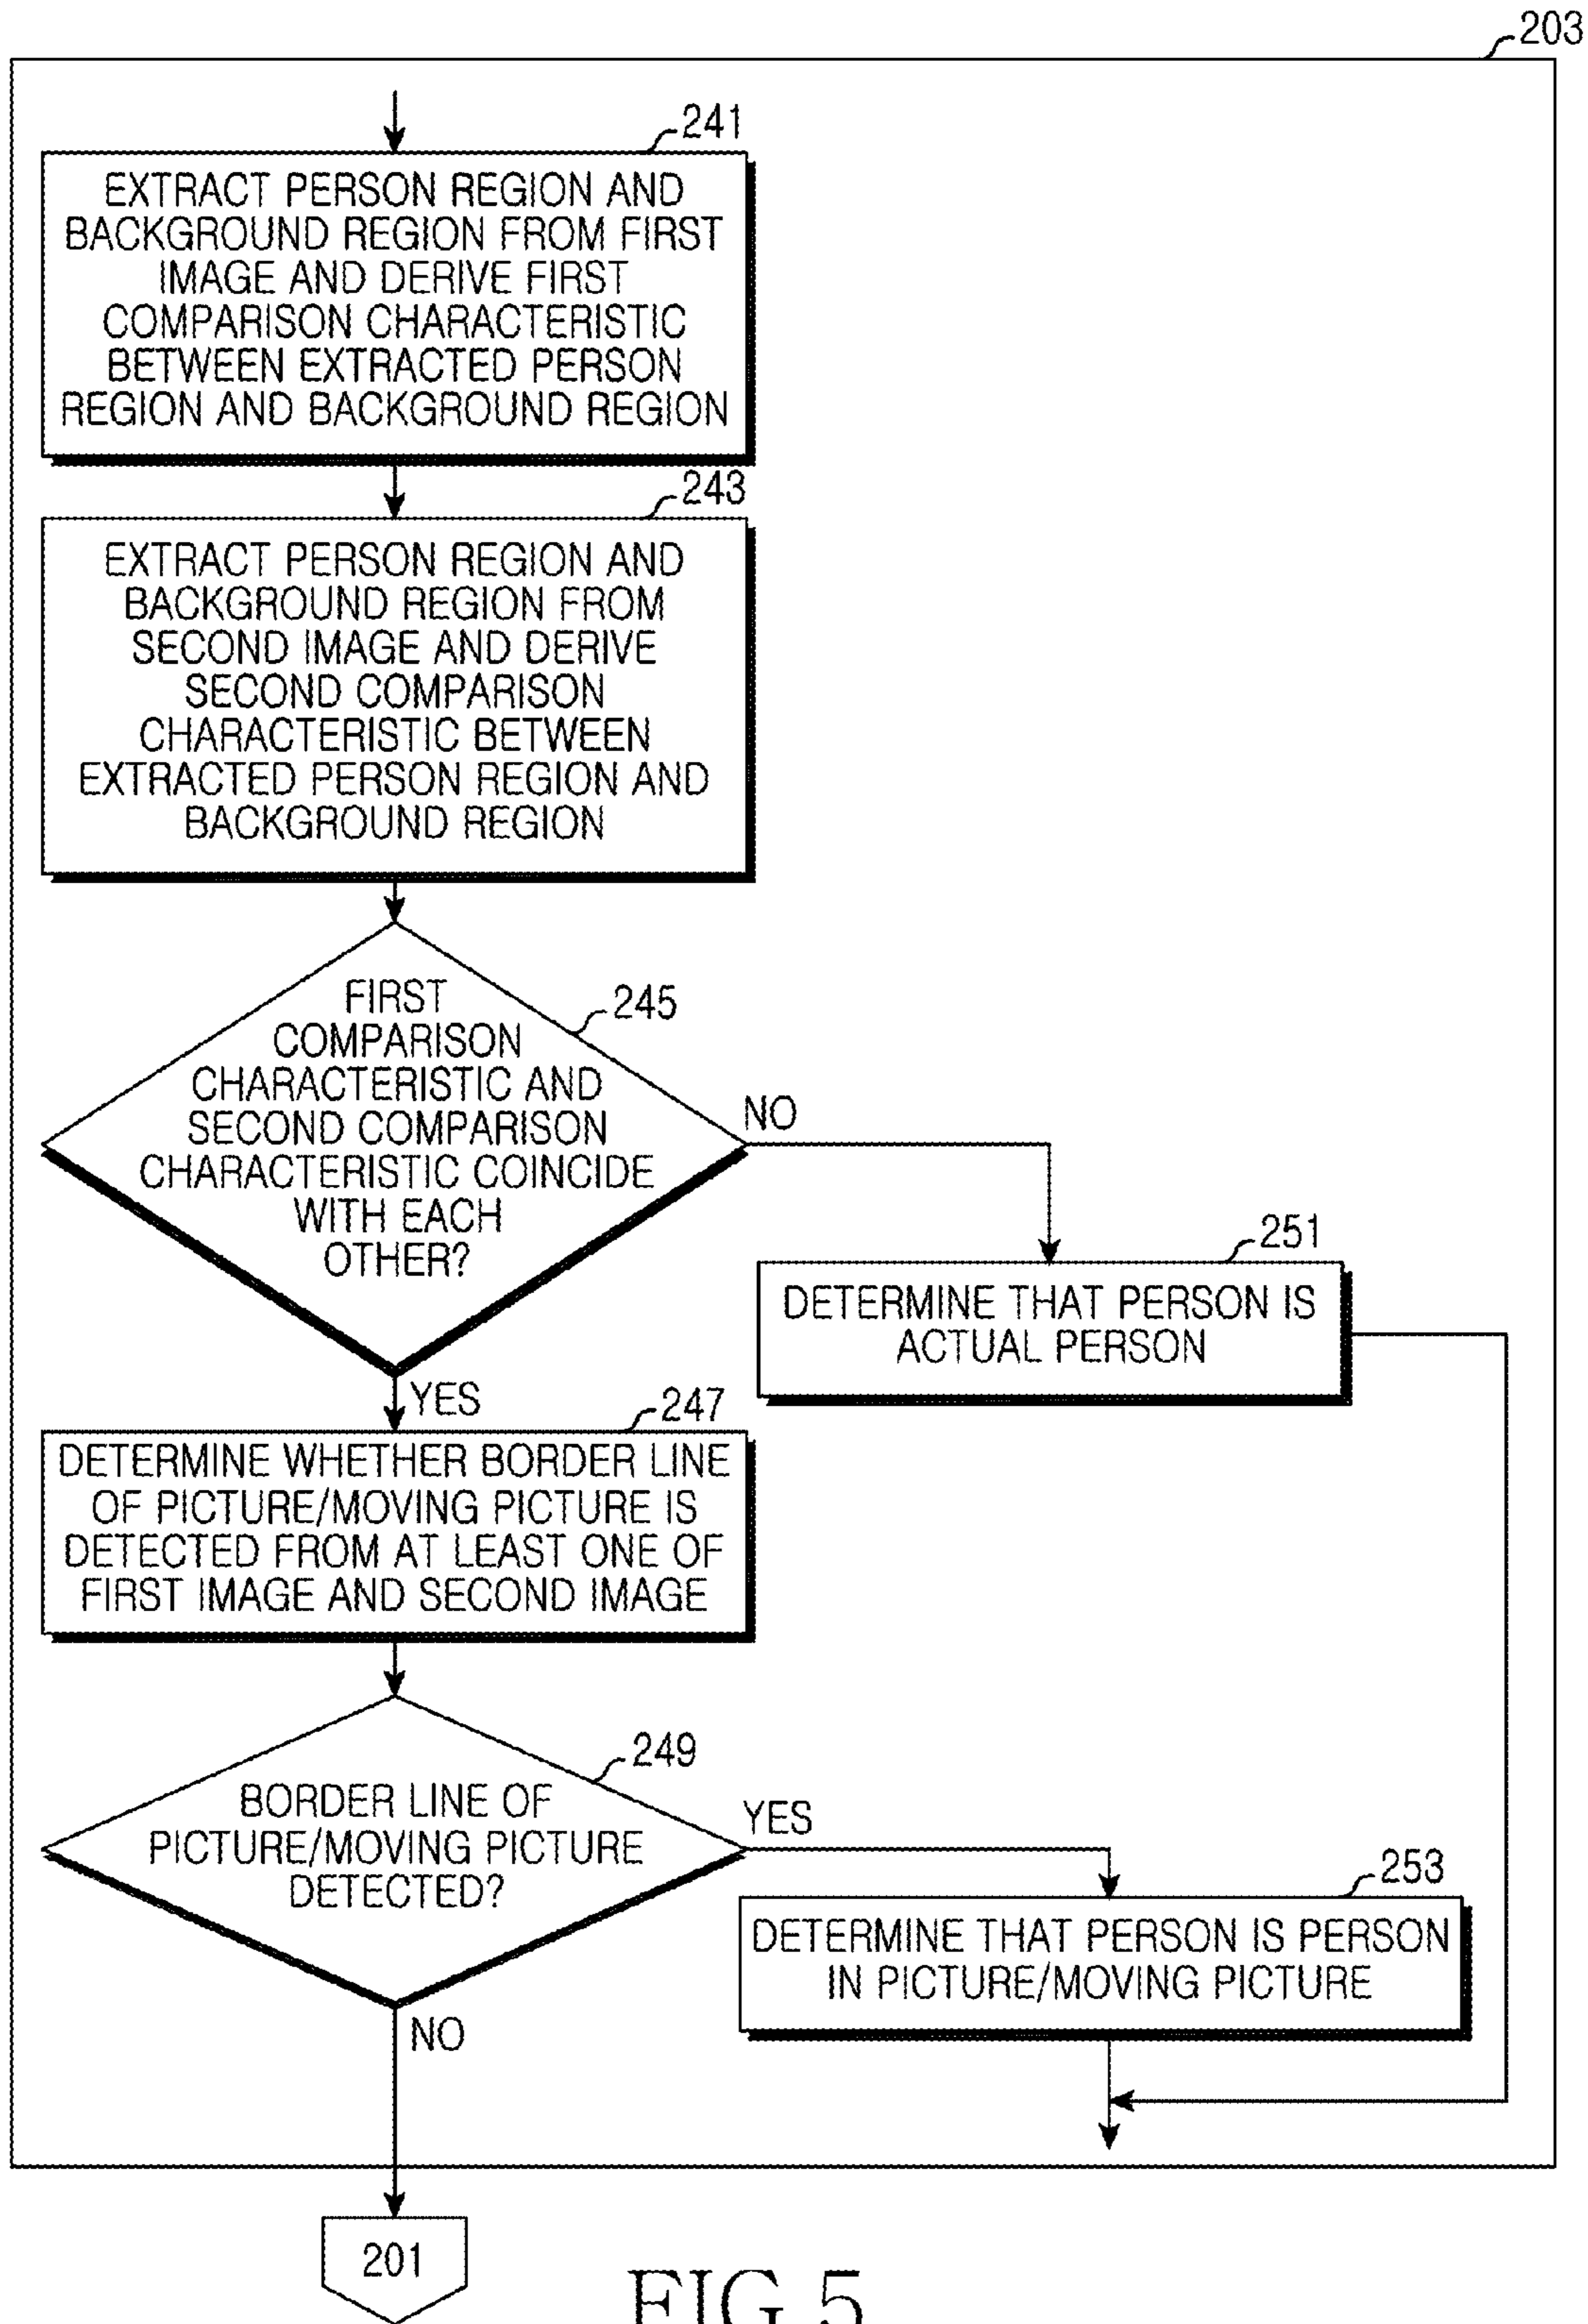 203
241
EXTRACT PERSON REGION AND
BACKGROUND REGION FROM FIRST
IMAGE AND DERIVE FIRST
COMPARISON CHARACTERISTIC
BETWEEN EXTRACTED PERSON
REGION AND BACKGROUND REGION
243
EXTRACT PERSON REGION AND
BACKGROUND REGION FROM
SECOND IMAGE AND DERIVE
SECOND COMPARISON
CHARACTERISTIC BETWEEN
EXTRACTED PERSON REGION AND
BACKGROUND REGION
245
FIRST
COMPARISON
CHARACTERISTIC AND
SECOND COMPARISON
CHARACTERISTIC COINCIDE
WITH EACH
OTHER?
NO
251
DETERMINE THAT PERSON IS
ACTUAL PERSON
YES
247
DETERMINE WHETHER BORDER LINE
OF PICTURE/MOVING PICTURE IS
DETECTED FROM AT LEAST ONE OF
FIRST IMAGE AND SECOND IMAGE
249
BORDER LINE OF
PICTURE/MOVING PICTURE
DETECTED?
YES
253
DETERMINE THAT PERSON IS PERSON
IN PICTURE/MOVING PICTURE
NO
201
FIG.5